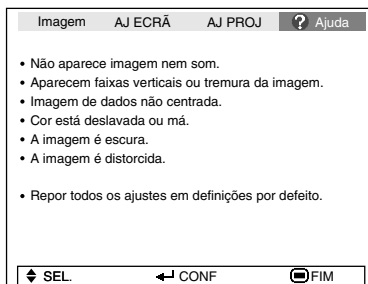 Imagem AJ ECRÃ AJ PROJ ? Ajuda
• Não aparece imagem nem som.
• Aparecem faixas verticais ou tremura da imagem.
• Imagem de dados não centrada.
• Cor está deslavada ou má.
• A imagem é escura.
• A imagem é distorcida.
• Repor todos os ajustes em definições por defeito.
SEL. CONF FIM